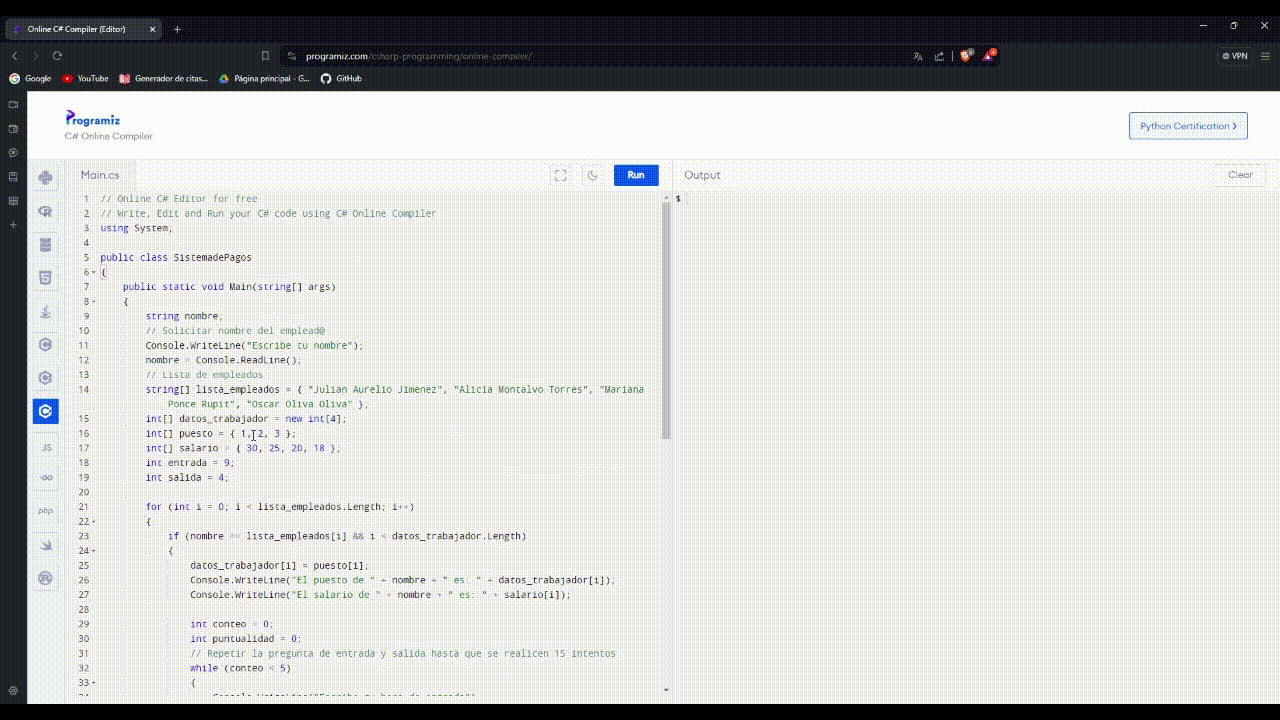 Online C# Compiler (Editor)
programiz.com/csharp-programming/online-compiler/
VPN
Google YouTube Generador de citas... Página principal - G... GitHub
Programiz
C# Online Compiler
Python Certification
Main.cs Run Output Clear
1 // Online C# Editor for free
2 // Write, Edit and Run your C# code using C# Online Compiler
3 using System;
4
5 public class SistemadePagos
6 {
7 public static void Main(string[] args)
8 {
9 string nombre;
10 // Solicitar nombre del emplead@
11 Console.WriteLine("Escribe tu nombre");
12 nombre = Console.ReadLine();
13 // Lista de empleados
14 string[] lista_empleados = { "Julian Aurelio Jimenez", "Alicia Montalvo Torres", "Mariana
Ponce Rupit", "Oscar Oliva Oliva" };
15 int[] datos_trabajador = new int[4];
16 int[] puesto = { 1, 2, 3 };
17 int[] salario = { 30, 25, 20, 18 };
18 int entrada = 9;
19 int salida = 4;
20
21 for (int i = 0; i < lista_empleados.Length; i++)
22 {
23 if (nombre == lista_empleados[i] && i < datos_trabajador.Length)
24 {
25 datos_trabajador[i] = puesto[i];
26 Console.WriteLine("El puesto de " + nombre + " es: " + datos_trabajador[i]);
27 Console.WriteLine("El salario de " + nombre + " es: " + salario[i]);
28
29 int conteo = 0;
30 int puntualidad = 0;
31 // Repetir la pregunta de entrada y salida hasta que se realicen 15 intentos
32 while (conteo < 5)
33 {
$
JS
GO
php